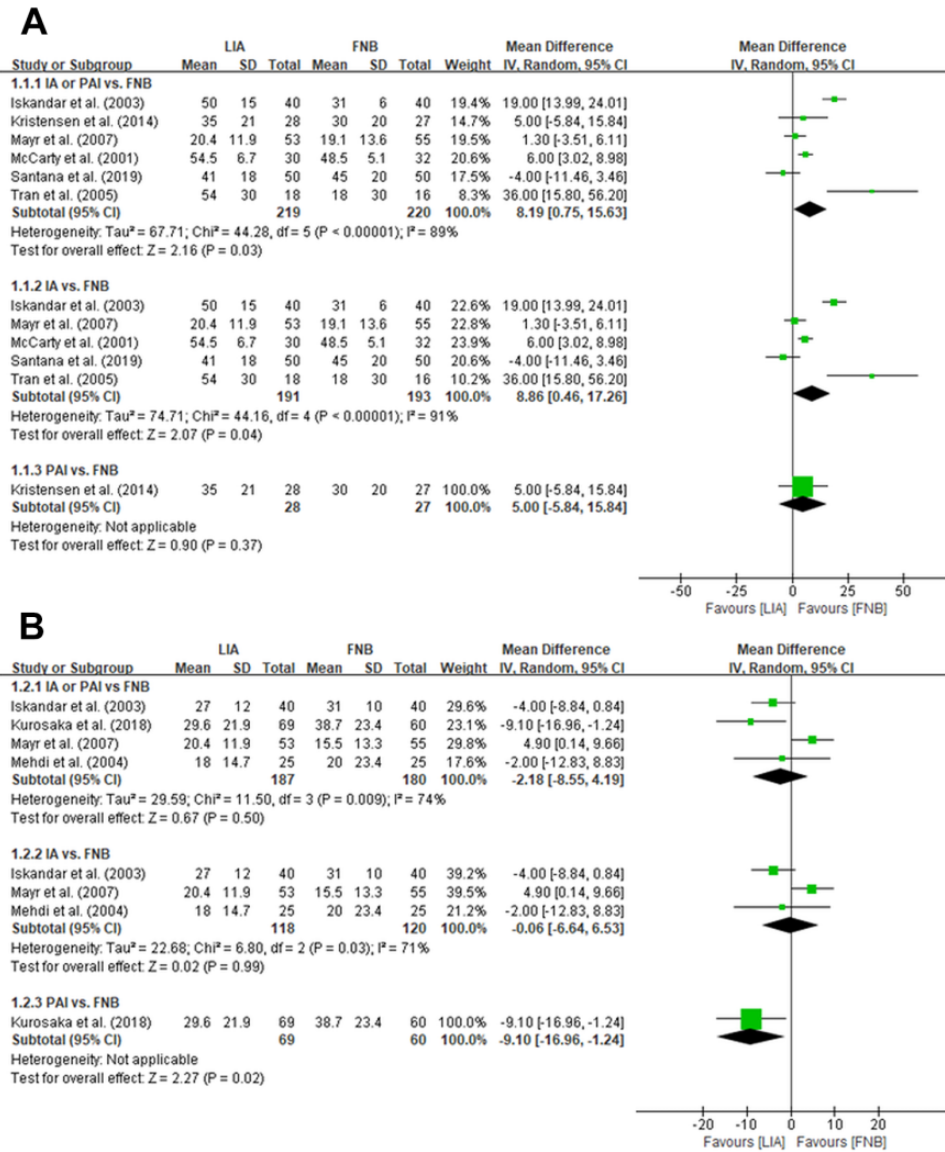 A
LIA FNB Mean Difference Mean Difference
Study or Subgroup Mean SD Total Mean SD Total Weight IV, Random, 95% CI IV, Random, 95% CI
1.1.1 IA or PAI vs. FNB
Iskandar et al. (2003) 50 15 40 31 6 40 19.4% 19.00 [13.99, 24.01]
Kristensen et al. (2014) 35 21 28 30 20 27 14.7% 5.00 [-5.84, 15.84]
Mayr et al. (2007) 20.4 11.9 53 19.1 13.6 55 19.5% 1.30 [-3.51, 6.11]
McCarty et al. (2001) 54.5 6.7 30 48.5 5.1 32 20.6% 6.00 [3.02, 8.98]
Santana et al. (2019) 41 18 50 45 20 50 17.5% -4.00 [-11.46, 3.46]
Tran et al. (2005) 54 30 18 18 30 16 8.3% 36.00 [15.80, 56.20]
Subtotal (95% CI) 219 220 100.0% 8.19 [0.75, 15.63]
Heterogeneity: Tau² = 67.71; Chi² = 44.28, df = 5 (P < 0.00001); I² = 89%
Test for overall effect: Z = 2.16 (P = 0.03)
1.1.2 IA vs. FNB
Iskandar et al. (2003) 50 15 40 31 6 40 22.6% 19.00 [13.99, 24.01]
Mayr et al. (2007) 20.4 11.9 53 19.1 13.6 55 22.8% 1.30 [-3.51, 6.11]
McCarty et al. (2001) 54.5 6.7 30 48.5 5.1 32 23.9% 6.00 [3.02, 8.98]
Santana et al. (2019) 41 18 50 45 20 50 20.6% -4.00 [-11.46, 3.46]
Tran et al. (2005) 54 30 18 18 30 16 10.2% 36.00 [15.80, 56.20]
Subtotal (95% CI) 191 193 100.0% 8.86 [0.46, 17.26]
Heterogeneity: Tau² = 74.71; Chi² = 44.16, df = 4 (P < 0.00001); I² = 91%
Test for overall effect: Z = 2.07 (P = 0.04)
1.1.3 PAI vs. FNB
Kristensen et al. (2014) 35 21 28 30 20 27 100.0% 5.00 [-5.84, 15.84]
Subtotal (95% CI) 28 27 100.0% 5.00 [-5.84, 15.84]
Heterogeneity: Not applicable
Test for overall effect: Z = 0.90 (P = 0.37)
-50 -25 0 25 50
Favours [LIA] Favours [FNB]
B
LIA FNB Mean Difference Mean Difference
Study or Subgroup Mean SD Total Mean SD Total Weight IV, Random, 95% CI IV, Random, 95% CI
1.2.1 IA or PAI vs FNB
Iskandar et al. (2003) 27 12 40 31 10 40 29.6% -4.00 [-8.84, 0.84]
Kurosaka et al. (2018) 29.6 21.9 69 38.7 23.4 60 23.1% -9.10 [-16.96, -1.24]
Mayr et al. (2007) 20.4 11.9 53 15.5 13.3 55 29.8% 4.90 [0.14, 9.66]
Mehdi et al. (2004) 18 14.7 25 20 23.4 25 17.6% -2.00 [-12.83, 8.83]
Subtotal (95% CI) 187 180 100.0% -2.18 [-8.55, 4.19]
Heterogeneity: Tau² = 29.59; Chi² = 11.50, df = 3 (P = 0.009); I² = 74%
Test for overall effect: Z = 0.67 (P = 0.50)
1.2.2 IA vs. FNB
Iskandar et al. (2003) 27 12 40 31 10 40 39.2% -4.00 [-8.84, 0.84]
Mayr et al. (2007) 20.4 11.9 53 15.5 13.3 55 39.5% 4.90 [0.14, 9.66]
Mehdi et al. (2004) 18 14.7 25 20 23.4 25 21.2% -2.00 [-12.83, 8.83]
Subtotal (95% CI) 118 120 100.0% -0.06 [-6.64, 6.53]
Heterogeneity: Tau² = 22.68; Chi² = 6.80, df = 2 (P = 0.03); I² = 71%
Test for overall effect: Z = 0.02 (P = 0.99)
1.2.3 PAI vs. FNB
Kurosaka et al. (2018) 29.6 21.9 69 38.7 23.4 60 100.0% -9.10 [-16.96, -1.24]
Subtotal (95% CI) 69 60 100.0% -9.10 [-16.96, -1.24]
Heterogeneity: Not applicable
Test for overall effect: Z = 2.27 (P = 0.02)
-20 -10 0 10 20
Favours [LIA] Favours [FNB]